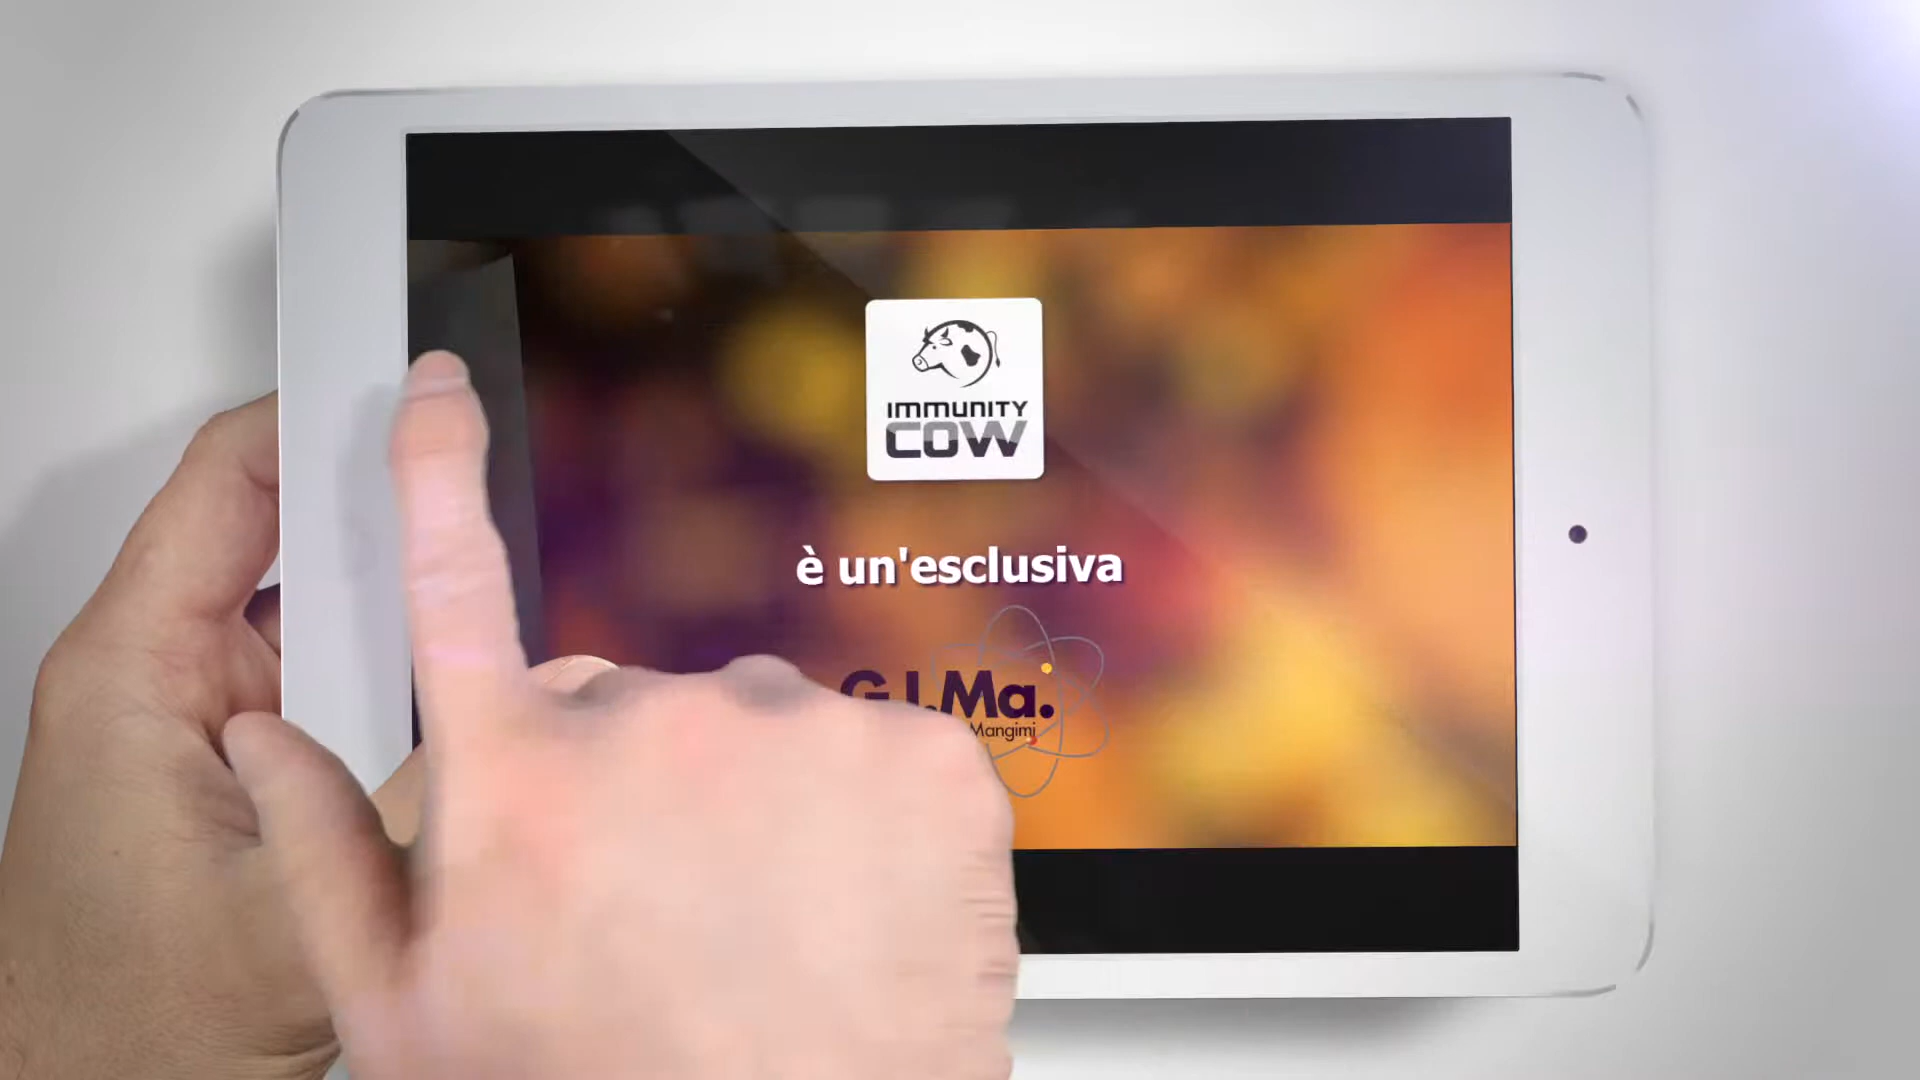 IMMUNITY
COW
è un'esclusiva
G.I.Ma.
Mangimi